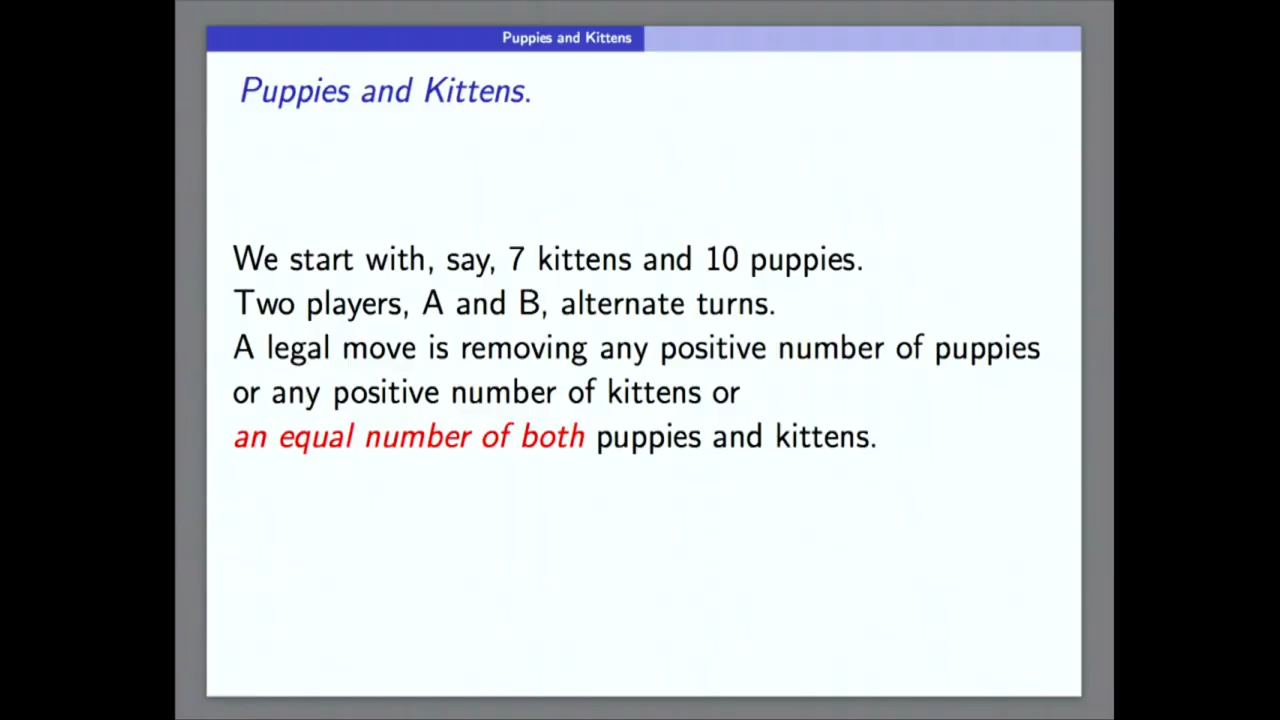 Puppies and Kittens
Puppies and Kittens.
We start with, say, 7 kittens and 10 puppies.
Two players, A and B, alternate turns.
A legal move is removing any positive number of puppies
or any positive number of kittens or
an equal number of both puppies and kittens.